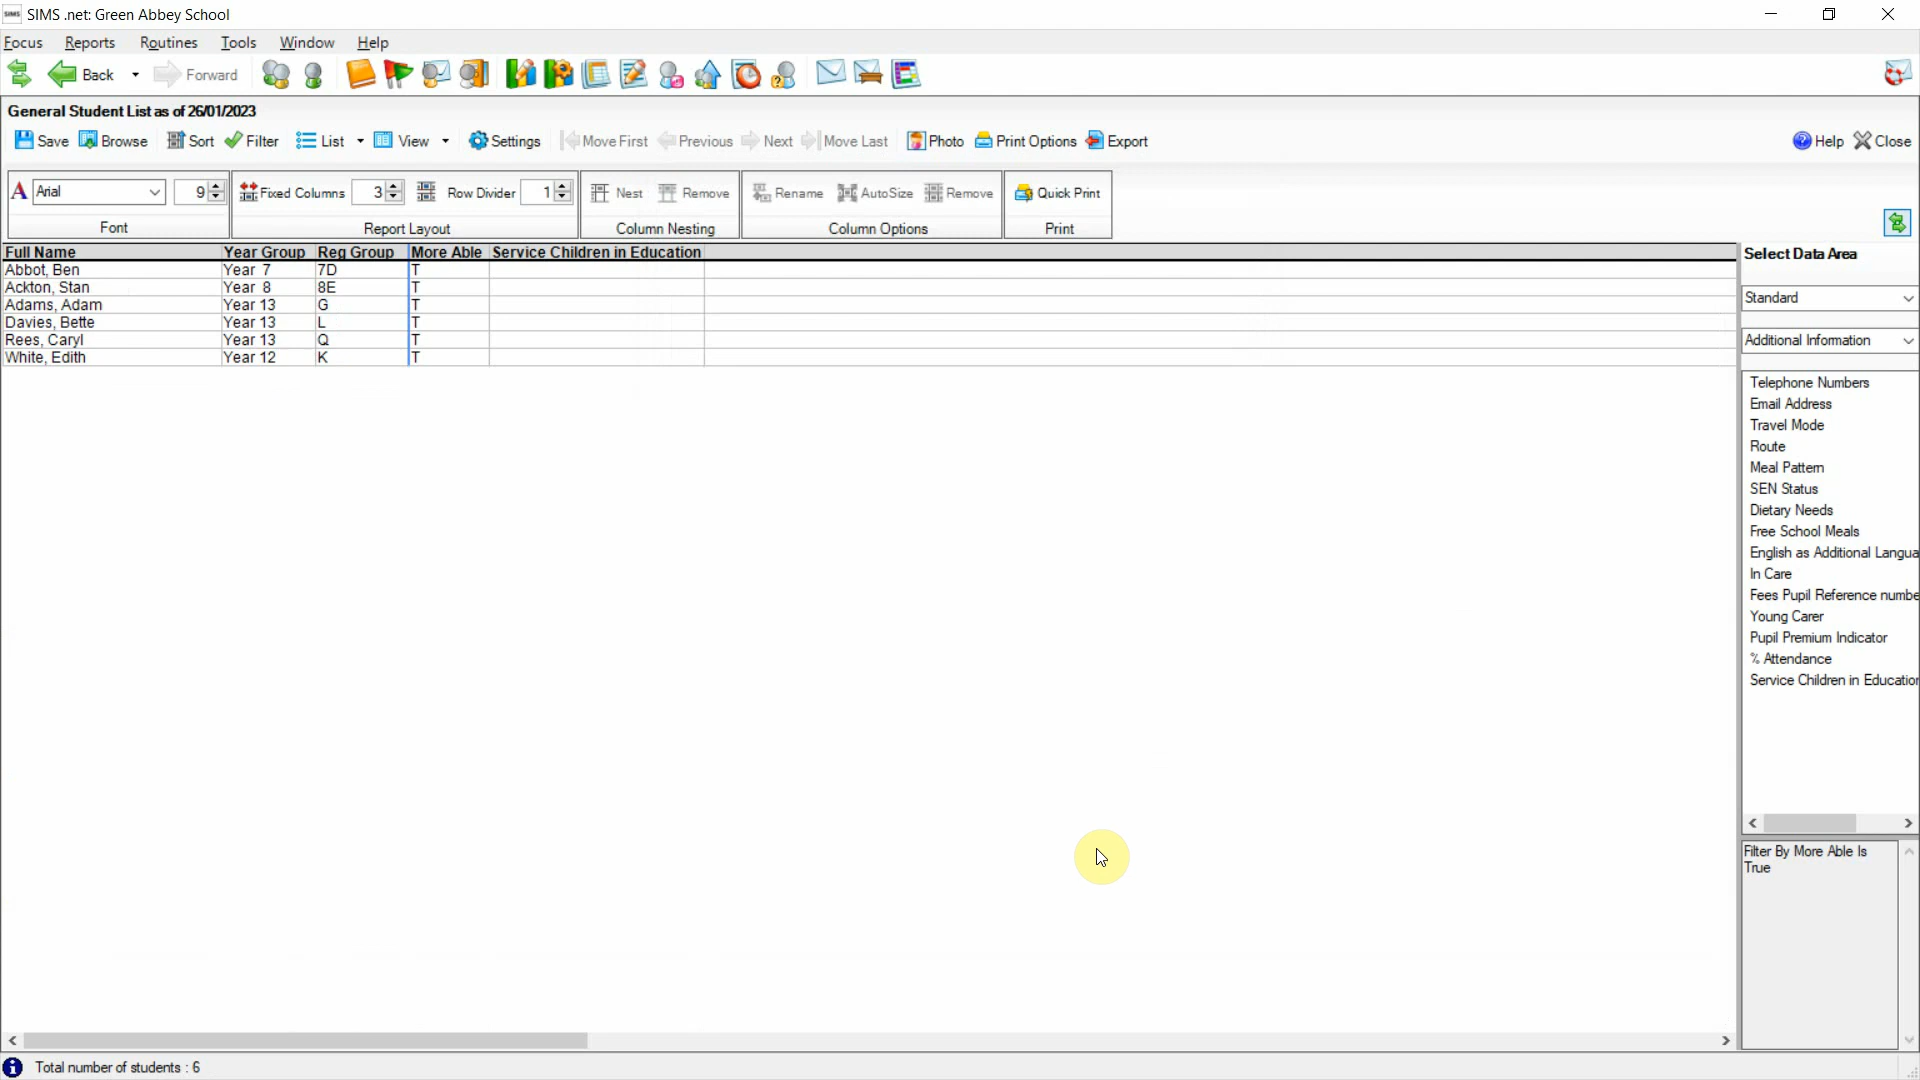 SIMS .net: Green Abbey School
Focus Reports Routines Tools Window Help
Back Forward
General Student List as of 26/01/2023
Save Browse Sort Filter List View Settings Move First Previous Next Move Last Photo Print Options Export Help Close
Arial 9 Fixed Columns 3 Row Divider 1 Nest Remove Rename AutoSize Remove Quick Print
Font Report Layout Column Nesting Column Options Print
Full Name Year Group Reg Group More Able Service Children in Education
Abbot, Ben Year 7 7D T
Ackton, Stan Year 8 8E T
Adams, Adam Year 13 G T
Davies, Bette Year 13 L T
Rees, Caryl Year 13 Q T
White, Edith Year 12 K T
Select Data Area
Standard
Additional Information
Telephone Numbers
Email Address
Travel Mode
Route
Meal Pattern
SEN Status
Dietary Needs
Free School Meals
English as Additional Langua
In Care
Fees Pupil Reference numbe
Young Carer
Pupil Premium Indicator
% Attendance
Service Children in Education
Filter By More Able Is
True
Total number of students : 6